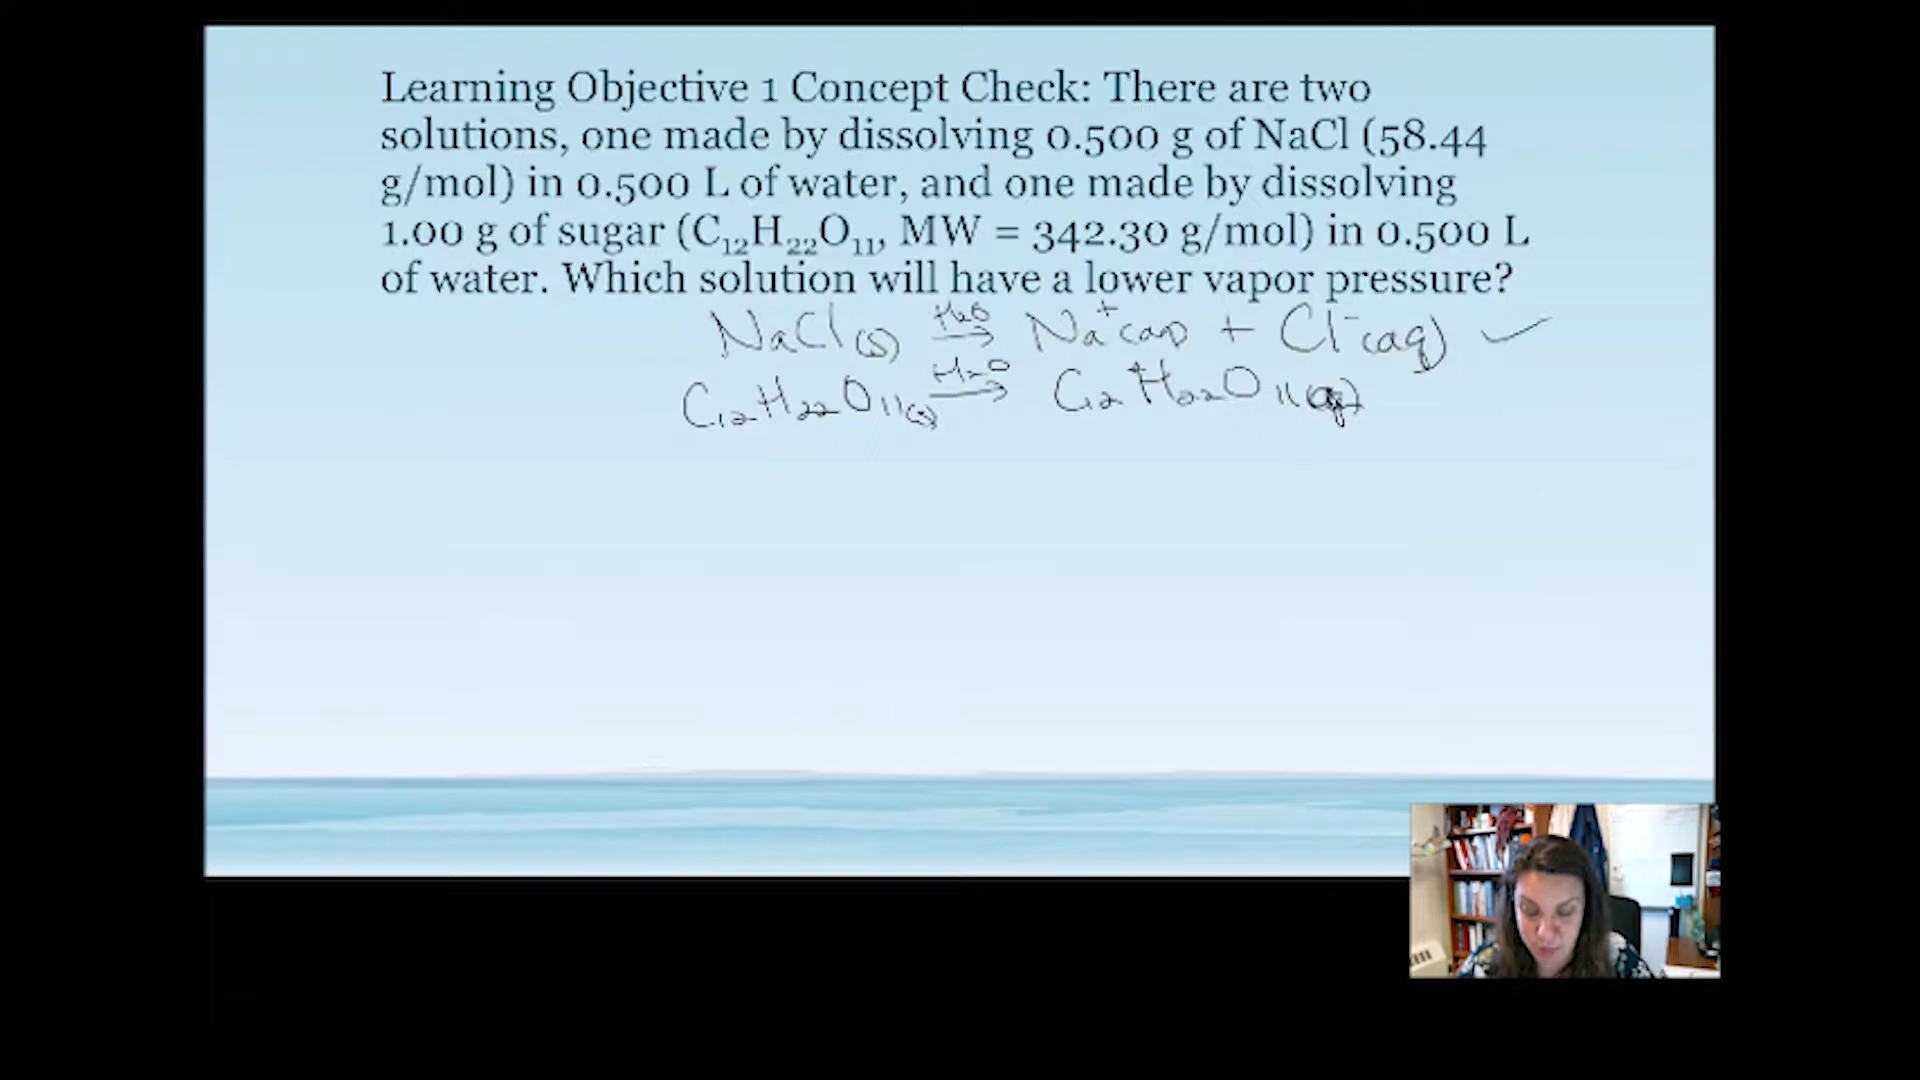 Learning Objective 1 Concept Check: There are two
solutions, one made by dissolving 0.500 g of NaCl (58.44
g/mol) in 0.500 L of water, and one made by dissolving
1.00 g of sugar (C₁₂H₂₂O₁₁, MW = 342.30 g/mol) in 0.500 L
of water. Which solution will have a lower vapor pressure?
NaCl(s) H₂O → Na⁺(aq) + Cl⁻(aq) ✓
C₁₂H₂₂O₁₁(s) H₂O → C₁₂H₂₂O₁₁(aq)